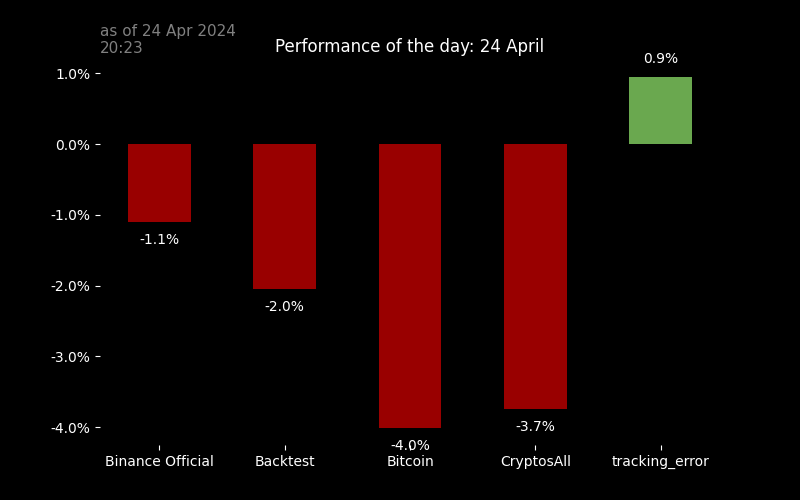 as of 24 Apr 2024
20:23
Performance of the day: 24 April
0.9%
1.0%
0.0%
-1.0%
-1.1%
-2.0%
-2.0%
-3.0%
-3.7%
-4.0%
-4.0%
Binance Official
Backtest
Bitcoin
CryptosAll
tracking_error